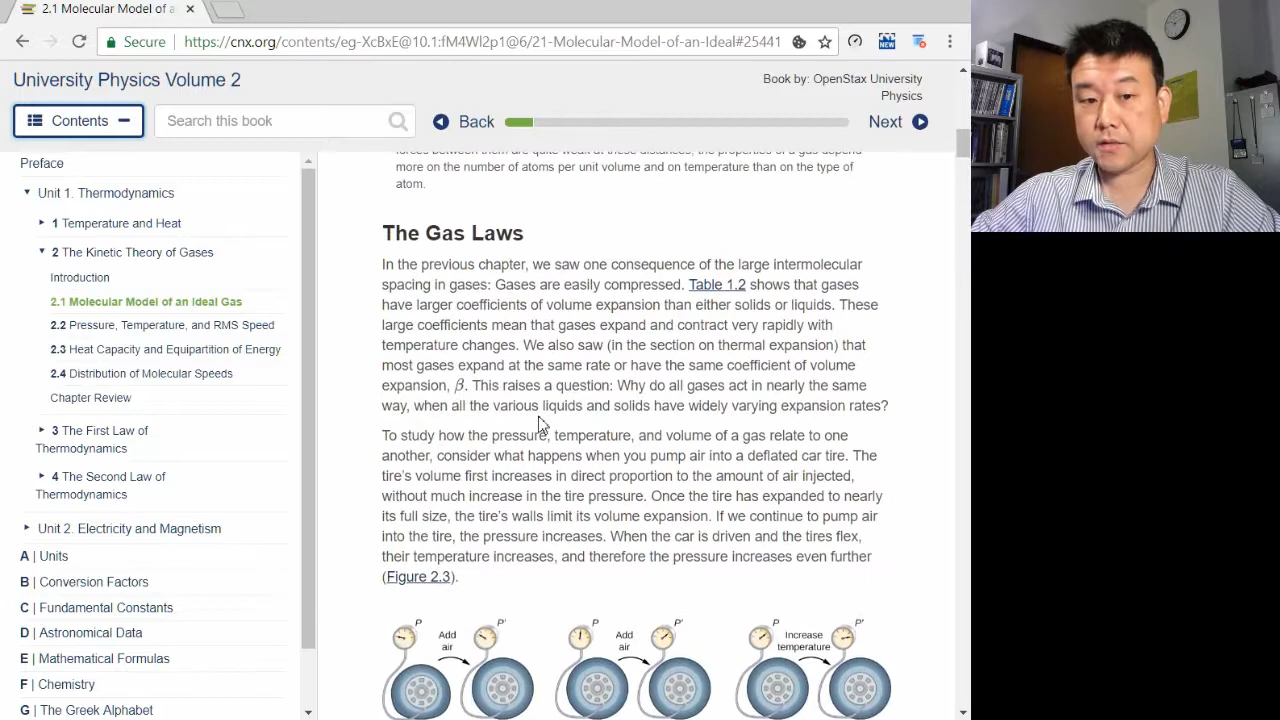 2.1 Molecular Model of a
Secure
https://cnx.org/contents/eg-XcBxE@10.1:fM4Wl2p1@6/21-Molecular-Model-of-an-Ideal#25441
NEW
University Physics Volume 2
Book by: OpenStax University
Physics
Contents
Search this book
Back
Next
Preface
Unit 1. Thermodynamics
1 Temperature and Heat
2 The Kinetic Theory of Gases
Introduction
2.1 Molecular Model of an Ideal Gas
2.2 Pressure, Temperature, and RMS Speed
2.3 Heat Capacity and Equipartition of Energy
2.4 Distribution of Molecular Speeds
Chapter Review
3 The First Law of
Thermodynamics
4 The Second Law of
Thermodynamics
Unit 2. Electricity and Magnetism
A | Units
B | Conversion Factors
C | Fundamental Constants
D | Astronomical Data
E | Mathematical Formulas
F | Chemistry
G | The Greek Alphabet
forces between them are quite weak at these distances, the properties of a gas depend
more on the number of atoms per unit volume and on temperature than on the type of
atom.
The Gas Laws
In the previous chapter, we saw one consequence of the large intermolecular
spacing in gases: Gases are easily compressed. Table 1.2 shows that gases
have larger coefficients of volume expansion than either solids or liquids. These
large coefficients mean that gases expand and contract very rapidly with
temperature changes. We also saw (in the section on thermal expansion) that
most gases expand at the same rate or have the same coefficient of volume
expansion, β. This raises a question: Why do all gases act in nearly the same
way, when all the various liquids and solids have widely varying expansion rates?
To study how the pressure, temperature, and volume of a gas relate to one
another, consider what happens when you pump air into a deflated car tire. The
tire's volume first increases in direct proportion to the amount of air injected,
without much increase in the tire pressure. Once the tire has expanded to nearly
its full size, the tire's walls limit its volume expansion. If we continue to pump air
into the tire, the pressure increases. When the car is driven and the tires flex,
their temperature increases, and therefore the pressure increases even further
(Figure 2.3).
P Add air P′
P Add air P′
P Increase temperature P′